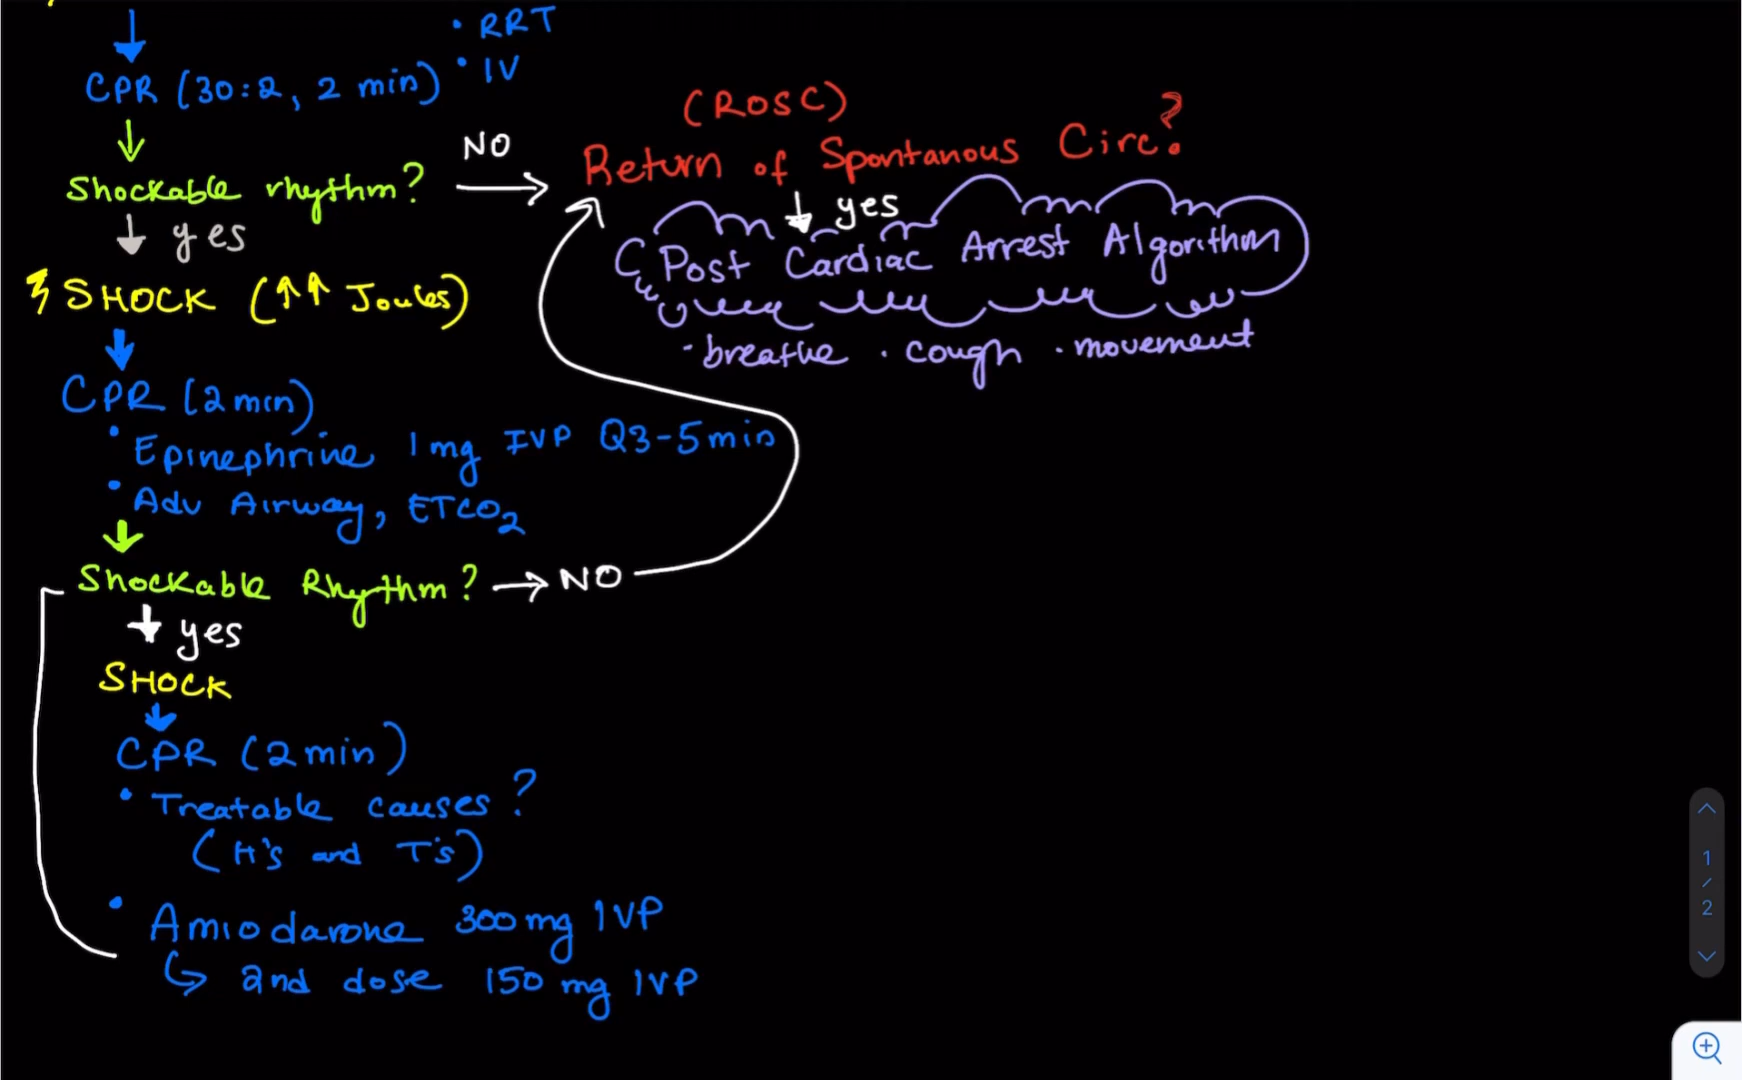 • RRT
CPR (30:2, 2 min) • IV
Shockable rhythm? NO
↓ yes
SHOCK (↑↑ Joules)
CPR (2 min)
• Epinephrine 1 mg IVP Q3-5 min
• Adv Airway, ETCO2
Shockable Rhythm? → NO
↓ yes
SHOCK
CPR (2 min)
• Treatable causes?
(H's and T's)
• Amiodarone 300 mg IVP
↳ 2nd dose 150 mg IVP
(ROSC)
Return of Spontanous Circ?
↓ yes
Post Cardiac Arrest Algorithm
- breathe . cough . movement
1
/
2